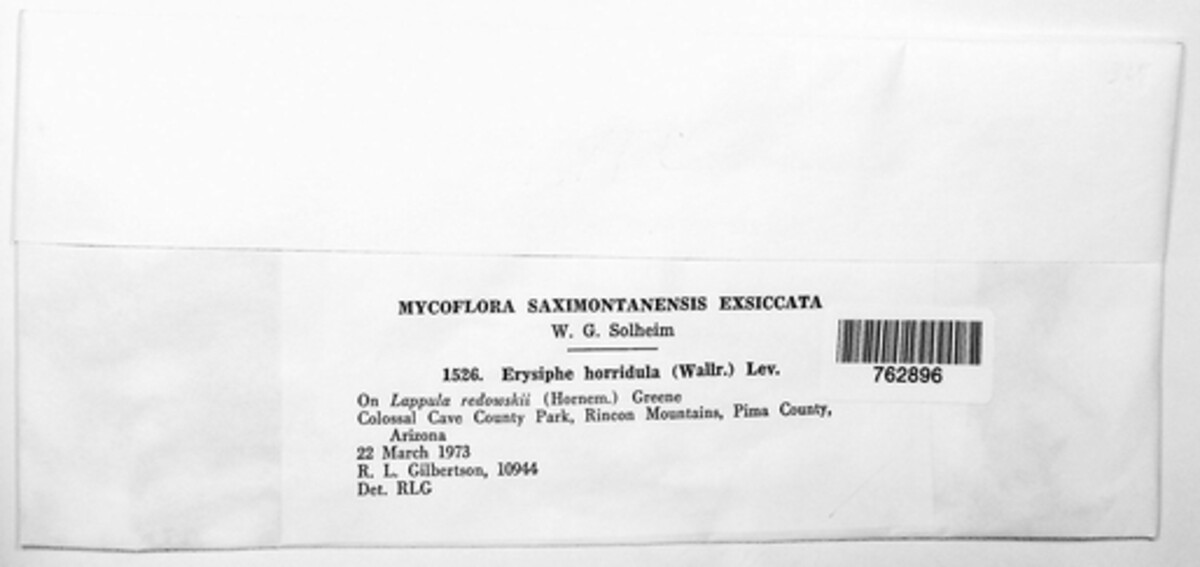 MYCOFLORA SAXIMONTANENSIS EXSICCATA
W. G. Solheim
1526. Erysiphe horridula (Wallr.) Lev.
On Lappula redowskii (Hornem.) Greene
Colossal Cave County Park, Rincon Mountains, Pima County,
Arizona
22 March 1973
R. L. Gilbertson, 10944
Det. RLG
762896